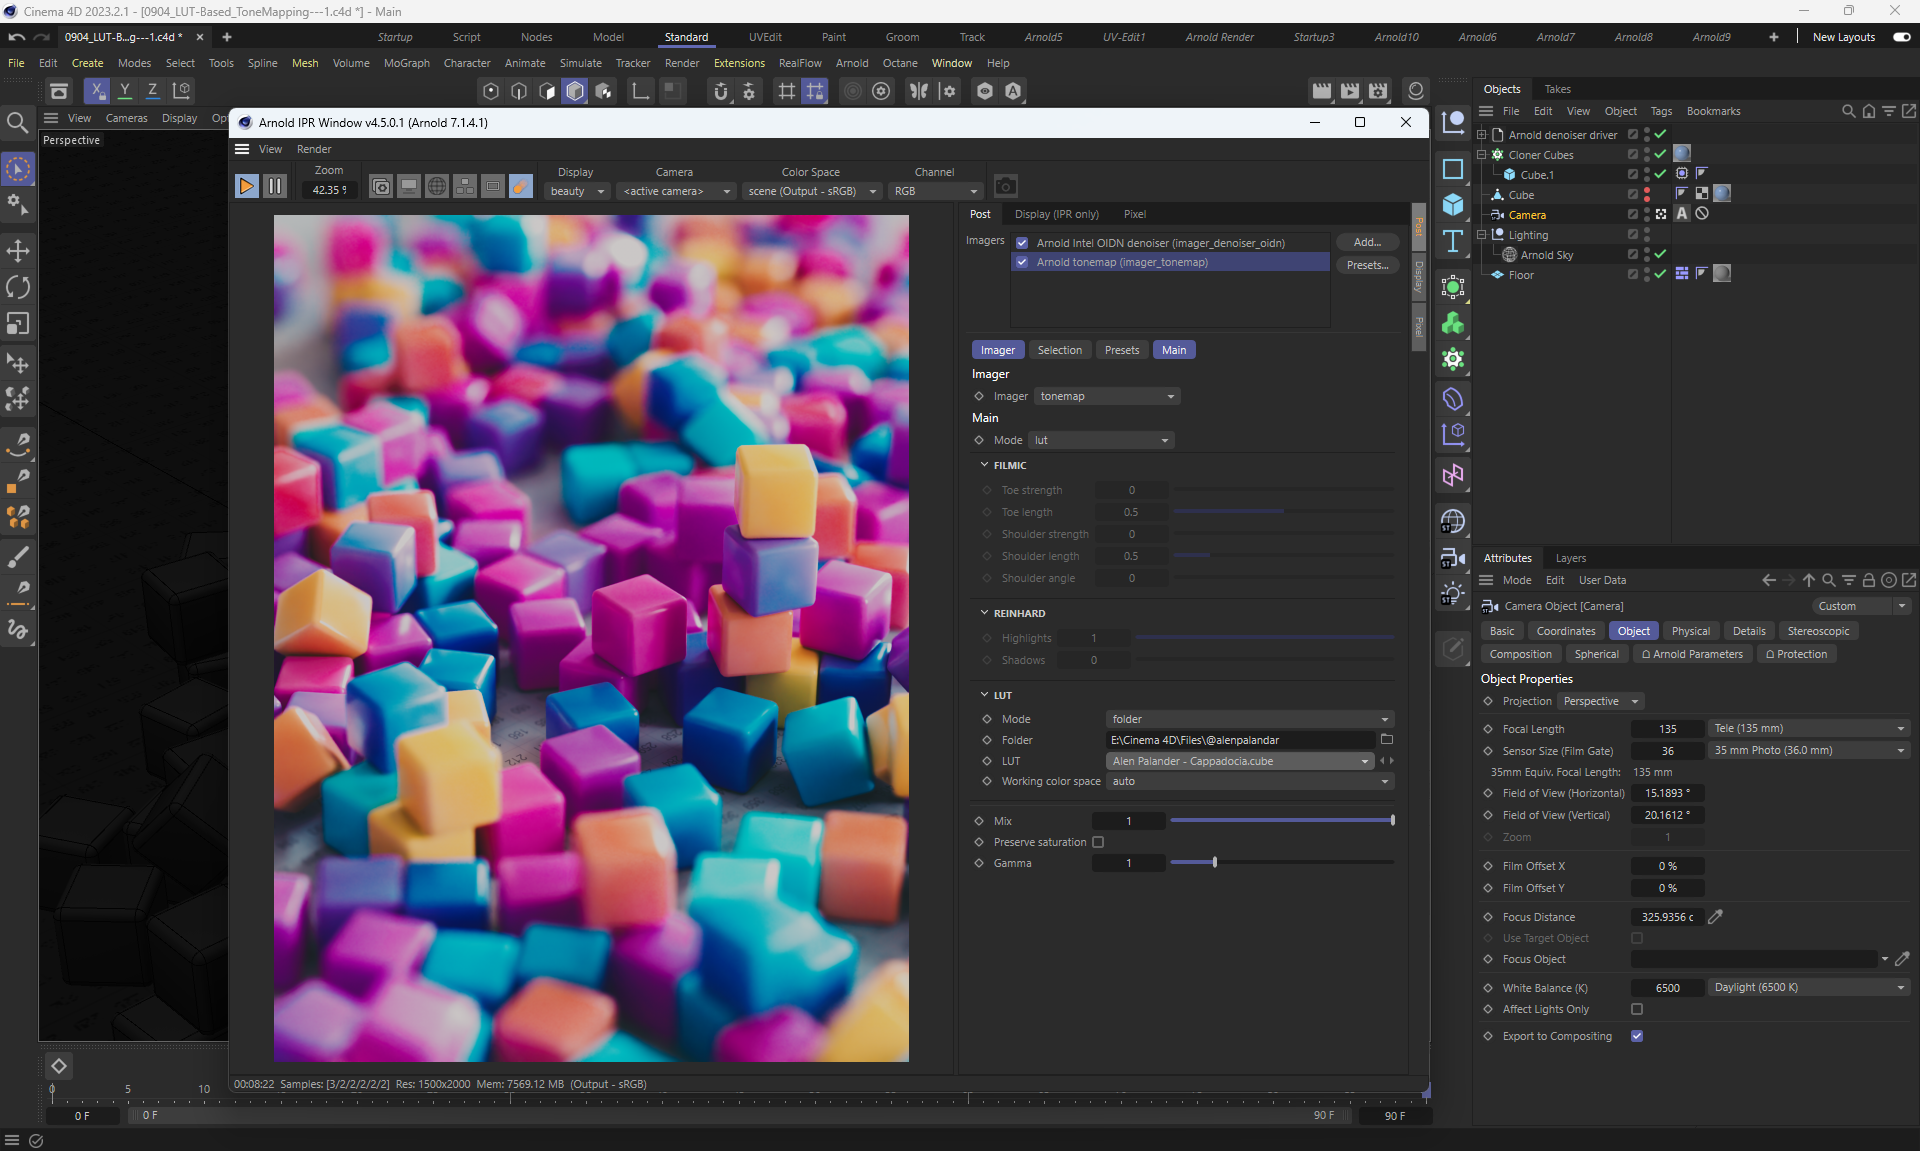 Cinema 4D 2023.2.1 - [0904_LUT-Based_ToneMapping---1.c4d *] - Main
0904_LUT-B...g---1.c4d * × +
Startup Script Nodes Model Standard UVEdit Paint Groom Track Arnold5 UV-Edit1 Arnold Render Startup3 Arnold10 Arnold6 Arnold7 Arnold8 Arnold9 + New Layouts
File Edit Create Modes Select Tools Spline Mesh Volume MoGraph Character Animate Simulate Tracker Render Extensions RealFlow Arnold Octane Window Help
X Y Z
View Cameras Display
Perspective
Arnold IPR Window v4.5.0.1 (Arnold 7.1.4.1)
View Render
Zoom Display Camera Color Space Channel
42.35 beauty <active camera> scene (Output - sRGB) RGB
Post Display (IPR only) Pixel
Imagers
Arnold Intel OIDN denoiser (imager_denoiser_oidn)
Arnold tonemap (imager_tonemap)
Add...
Presets...
Post
Display
Pixel
Imager Selection Presets Main
Imager
Imager tonemap
Main
Mode lut
FILMIC
Toe strength 0
Toe length 0.5
Shoulder strength 0
Shoulder length 0.5
Shoulder angle 0
REINHARD
Highlights 1
Shadows 0
LUT
Mode folder
Folder E:\Cinema 4D\Files\@alenpalandar
LUT Alen Palander - Cappadocia.cube
Working color space auto
Mix 1
Preserve saturation
Gamma 1
00:08:22 Samples: [3/2/2/2/2/2] Res: 1500x2000 Mem: 7569.12 MB (Output - sRGB)
0 5 10
0 F 0 F 90 F 90 F
Objects Takes
File Edit View Object Tags Bookmarks
Arnold denoiser driver
Cloner Cubes
Cube.1
Cube
Camera
Lighting
Arnold Sky
Floor
Attributes Layers
Mode Edit User Data
Camera Object [Camera] Custom
Basic Coordinates Object Physical Details Stereoscopic
Composition Spherical Arnold Parameters Protection
Object Properties
Projection Perspective
Focal Length 135 Tele (135 mm)
Sensor Size (Film Gate) 36 35 mm Photo (36.0 mm)
35mm Equiv. Focal Length: 135 mm
Field of View (Horizontal) 15.1893 °
Field of View (Vertical) 20.1612 °
Zoom 1
Film Offset X 0 %
Film Offset Y 0 %
Focus Distance 325.9356 c
Use Target Object
Focus Object
White Balance (K) 6500 Daylight (6500 K)
Affect Lights Only
Export to Compositing